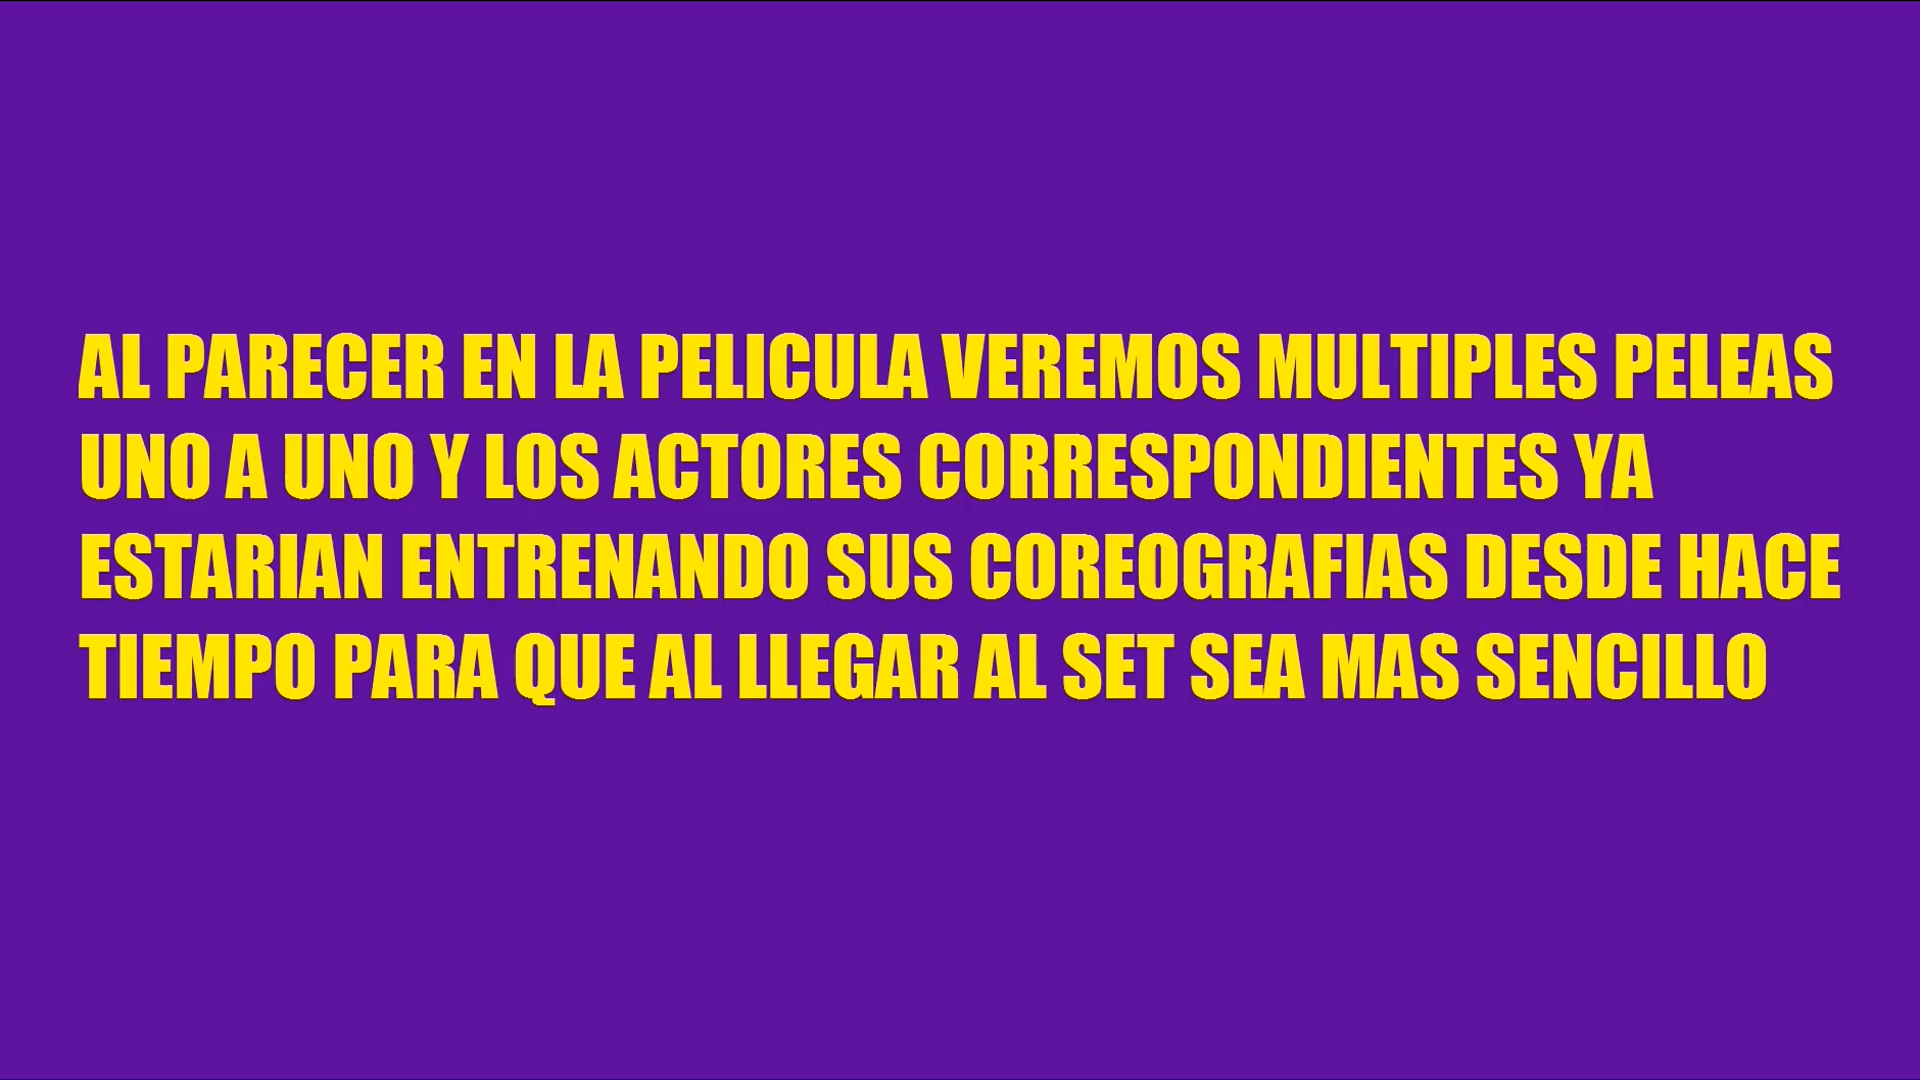 AL PARECER EN LA PELICULA VEREMOS MULTIPLES PELEAS
UNO A UNO Y LOS ACTORES CORRESPONDIENTES YA
ESTARIAN ENTRENANDO SUS COREOGRAFIAS DESDE HACE
TIEMPO PARA QUE AL LLEGAR AL SET SEA MAS SENCILLO